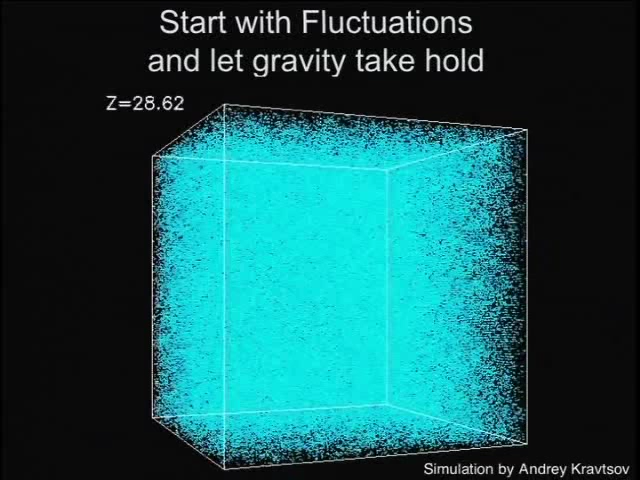 Start with Fluctuations
and let gravity take hold
Z=28.62
Simulation by Andrey Kravtsov